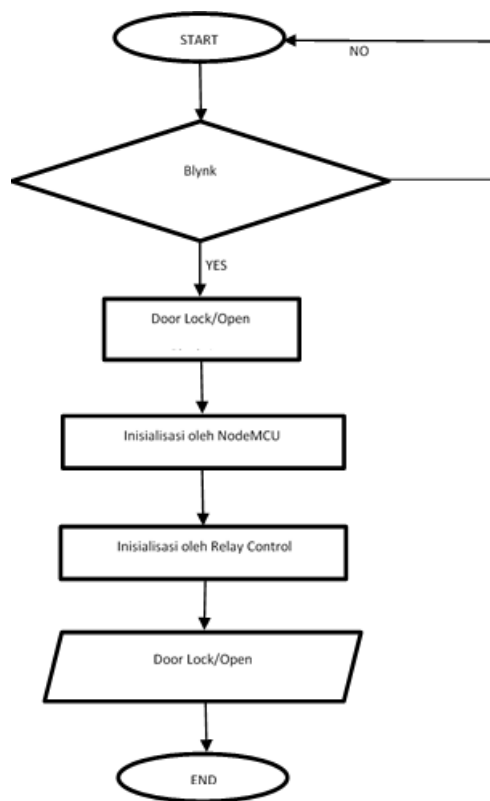 START
NO
Blynk
YES
Door Lock/Open
Inisialisasi oleh NodeMCU
Inisialisasi oleh Relay Control
Door Lock/Open
END